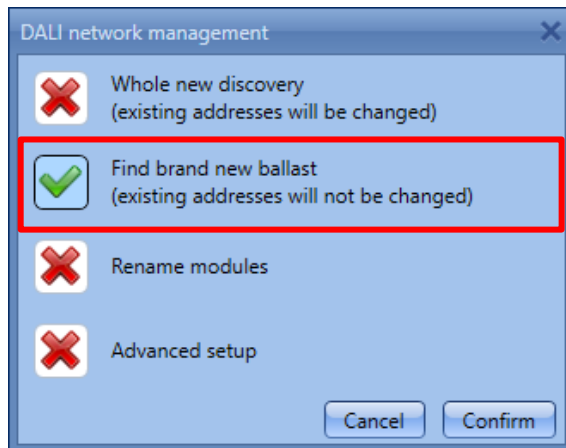 DALI network management
Whole new discovery
(existing addresses will be changed)
Find brand new ballast
(existing addresses will not be changed)
Rename modules
Advanced setup
Cancel
Confirm